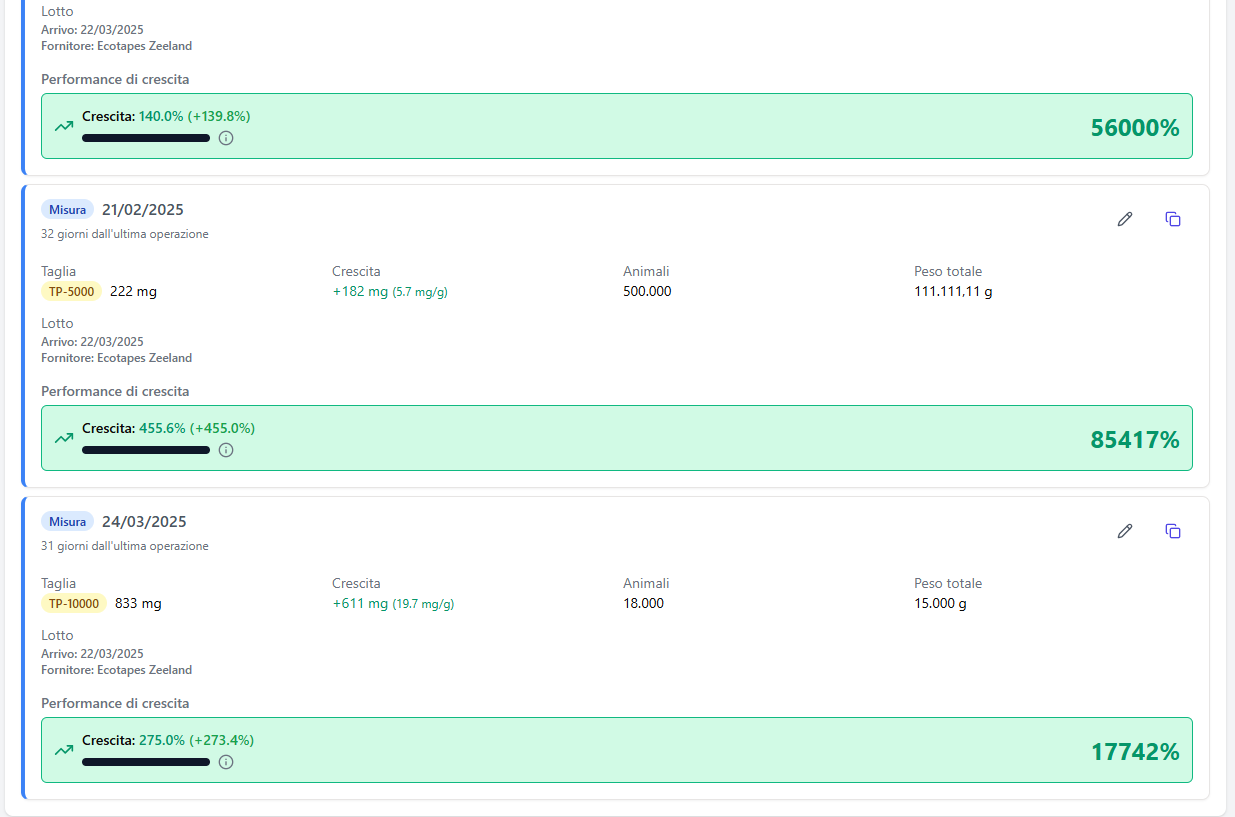 Lotto
Arrivo: 22/03/2025
Fornitore: Ecotapes Zeeland
Performance di crescita
Crescita: 140.0% (+139.8%)
56000%
Misura 21/02/2025
32 giorni dall'ultima operazione
Taglia Crescita Animali Peso totale
TP-5000 222 mg +182 mg (5.7 mg/g) 500.000 111.111,11 g
Lotto
Arrivo: 22/03/2025
Fornitore: Ecotapes Zeeland
Performance di crescita
Crescita: 455.6% (+455.0%)
85417%
Misura 24/03/2025
31 giorni dall'ultima operazione
Taglia Crescita Animali Peso totale
TP-10000 833 mg +611 mg (19.7 mg/g) 18.000 15.000 g
Lotto
Arrivo: 22/03/2025
Fornitore: Ecotapes Zeeland
Performance di crescita
Crescita: 275.0% (+273.4%)
17742%